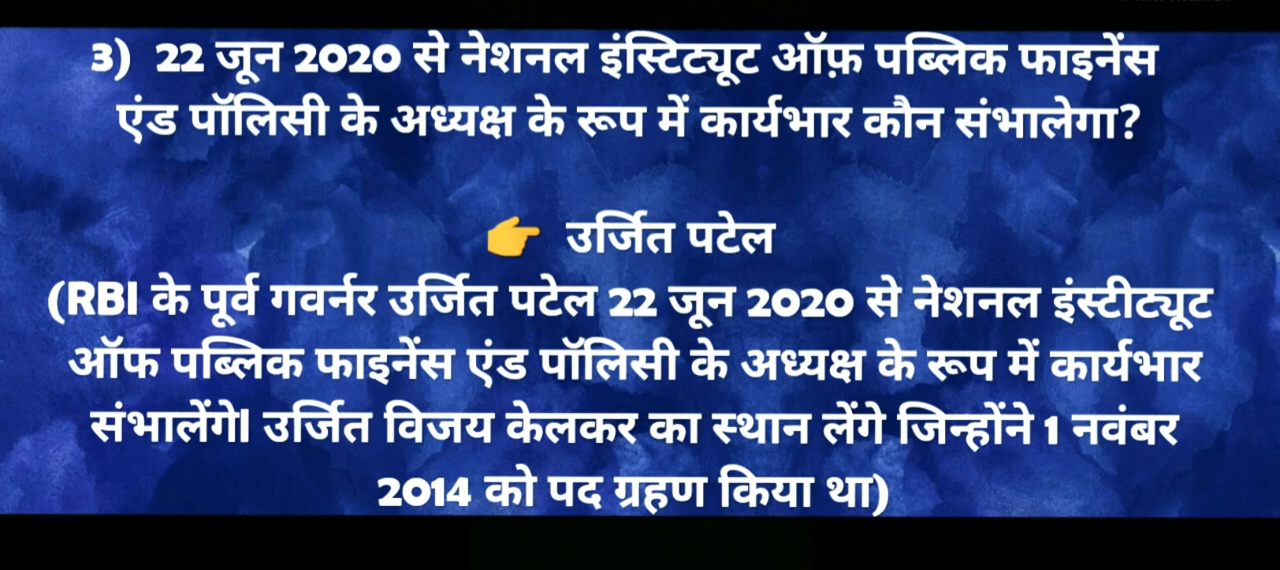 3) 22 जून 2020 से नेशनल इंस्टिट्यूट ऑफ़ पब्लिक फाइनेंस
एंड पॉलिसी के अध्यक्ष के रूप में कार्यभार कौन संभालेगा?
👉 उर्जित पटेल
(RBI के पूर्व गवर्नर उर्जित पटेल 22 जून 2020 से नेशनल इंस्टीट्यूट
ऑफ पब्लिक फाइनेंस एंड पॉलिसी के अध्यक्ष के रूप में कार्यभार
संभालेंगे। उर्जित विजय केलकर का स्थान लेंगे जिन्होंने 1 नवंबर
2014 को पद ग्रहण किया था)